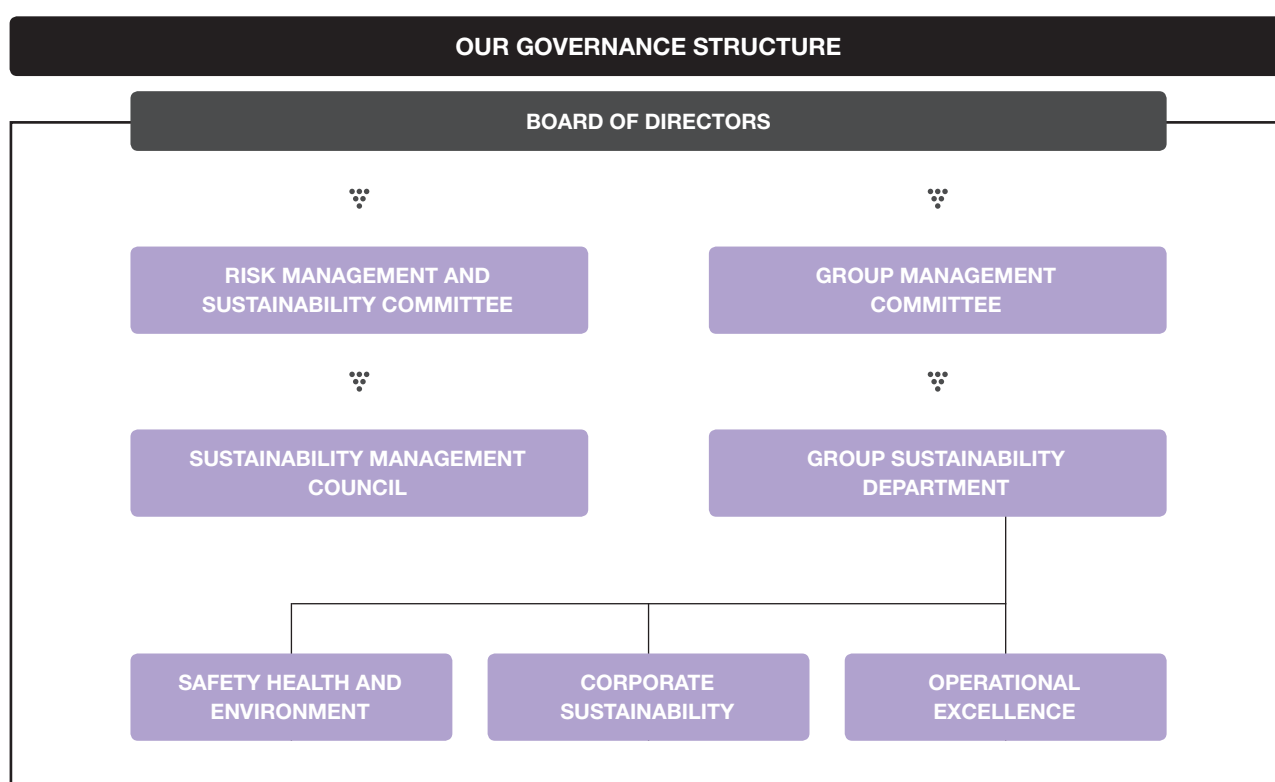 OUR GOVERNANCE STRUCTURE
BOARD OF DIRECTORS
RISK MANAGEMENT AND
SUSTAINABILITY COMMITTEE
GROUP MANAGEMENT
COMMITTEE
SUSTAINABILITY MANAGEMENT
COUNCIL
GROUP SUSTAINABILITY
DEPARTMENT
SAFETY HEALTH AND
ENVIRONMENT
CORPORATE
SUSTAINABILITY
OPERATIONAL
EXCELLENCE